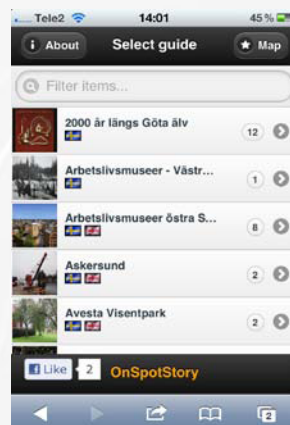 Tele2 14:01 45 %
i About Select guide Map
Filter items...
2000 år längs Göta älv 12
Arbetslivsmuseer - Västr... 1
Arbetslivsmuseer östra S... 8
Askersund 2
Avesta Visentpark 2
Like 2 OnSpotStory
2